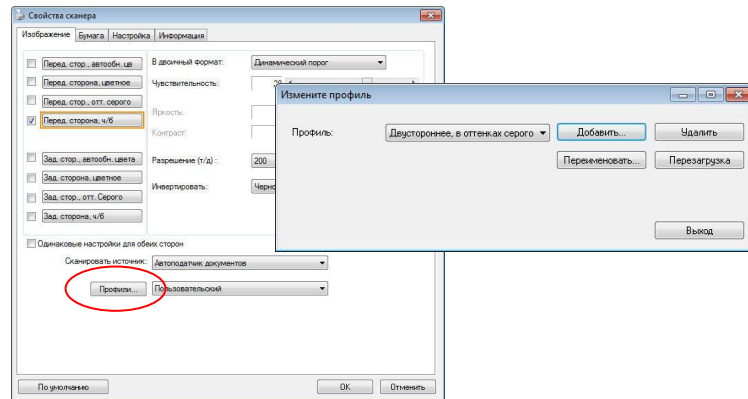 Свойства сканера
Изображение Бумага Настройка Информация
Перед. стор., автообн. цв
Перед. сторона, цветное
Перед. стор., отт. серого
Перед. сторона, ч/б
Зад. стор., автообн. цвета
Зад. сторона, цветное
Зад. стор., отт. Серого
Зад. сторона, ч/б
В двоичный формат: Динамический порог
Чувствительность:
Яркость:
Контраст:
Разрешение (т/д) : 200
Инвертировать:
Одинаковые настройки для обеих сторон
Сканировать источник: Автоподатчик документов
Профили... Пользовательский
По умолчанию OK Отменить
Измените профиль
Профиль: Двустороннее, в оттенках серого Добавить... Удалить
Переименовать... Перезагрузка
Выход